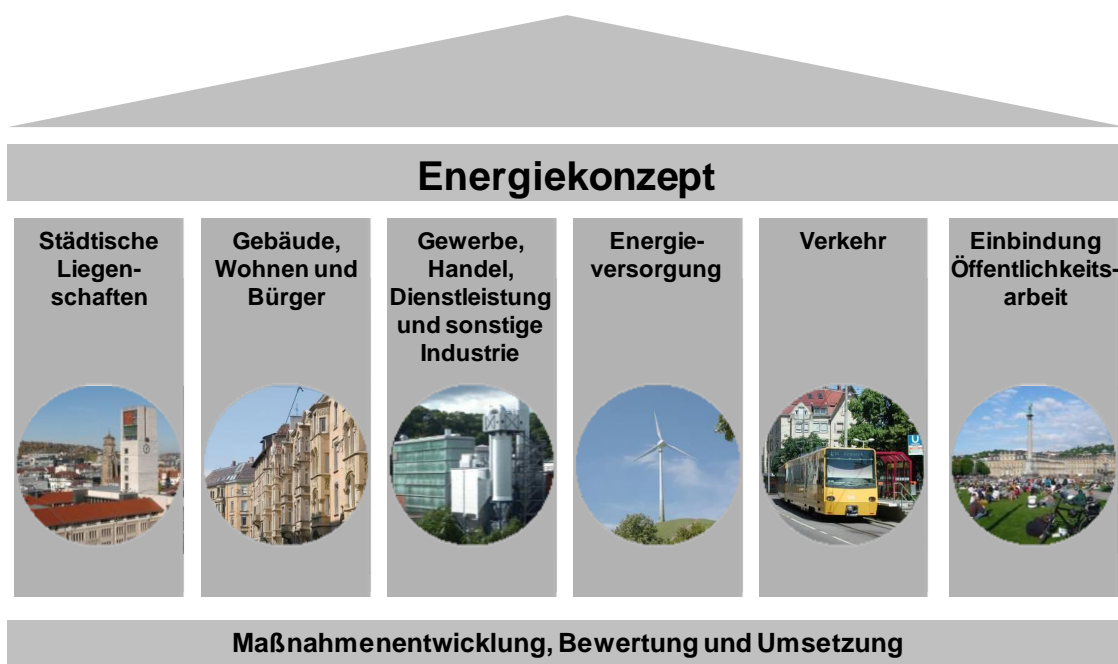 Energiekonzept
Städtische
Liegen-
schaften
Gebäude,
Wohnen und
Bürger
Gewerbe,
Handel,
Dienstleistung
und sonstige
Industrie
Energie-
versorgung
Verkehr
Einbindung
Öffentlichkeits-
arbeit
U
Maßnahmenentwicklung, Bewertung und Umsetzung